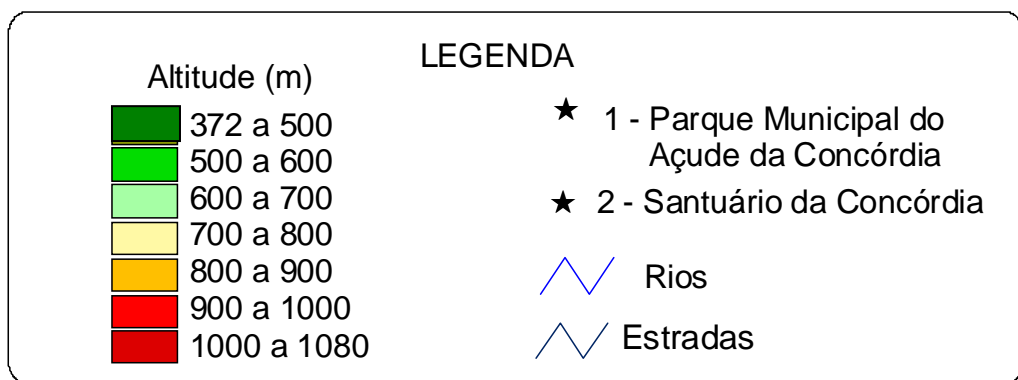 LEGENDA
Altitude (m)
372 a 500
500 a 600
600 a 700
700 a 800
800 a 900
900 a 1000
1000 a 1080
1 - Parque Municipal do
Açude da Concórdia
2 - Santuário da Concórdia
Rios
Estradas